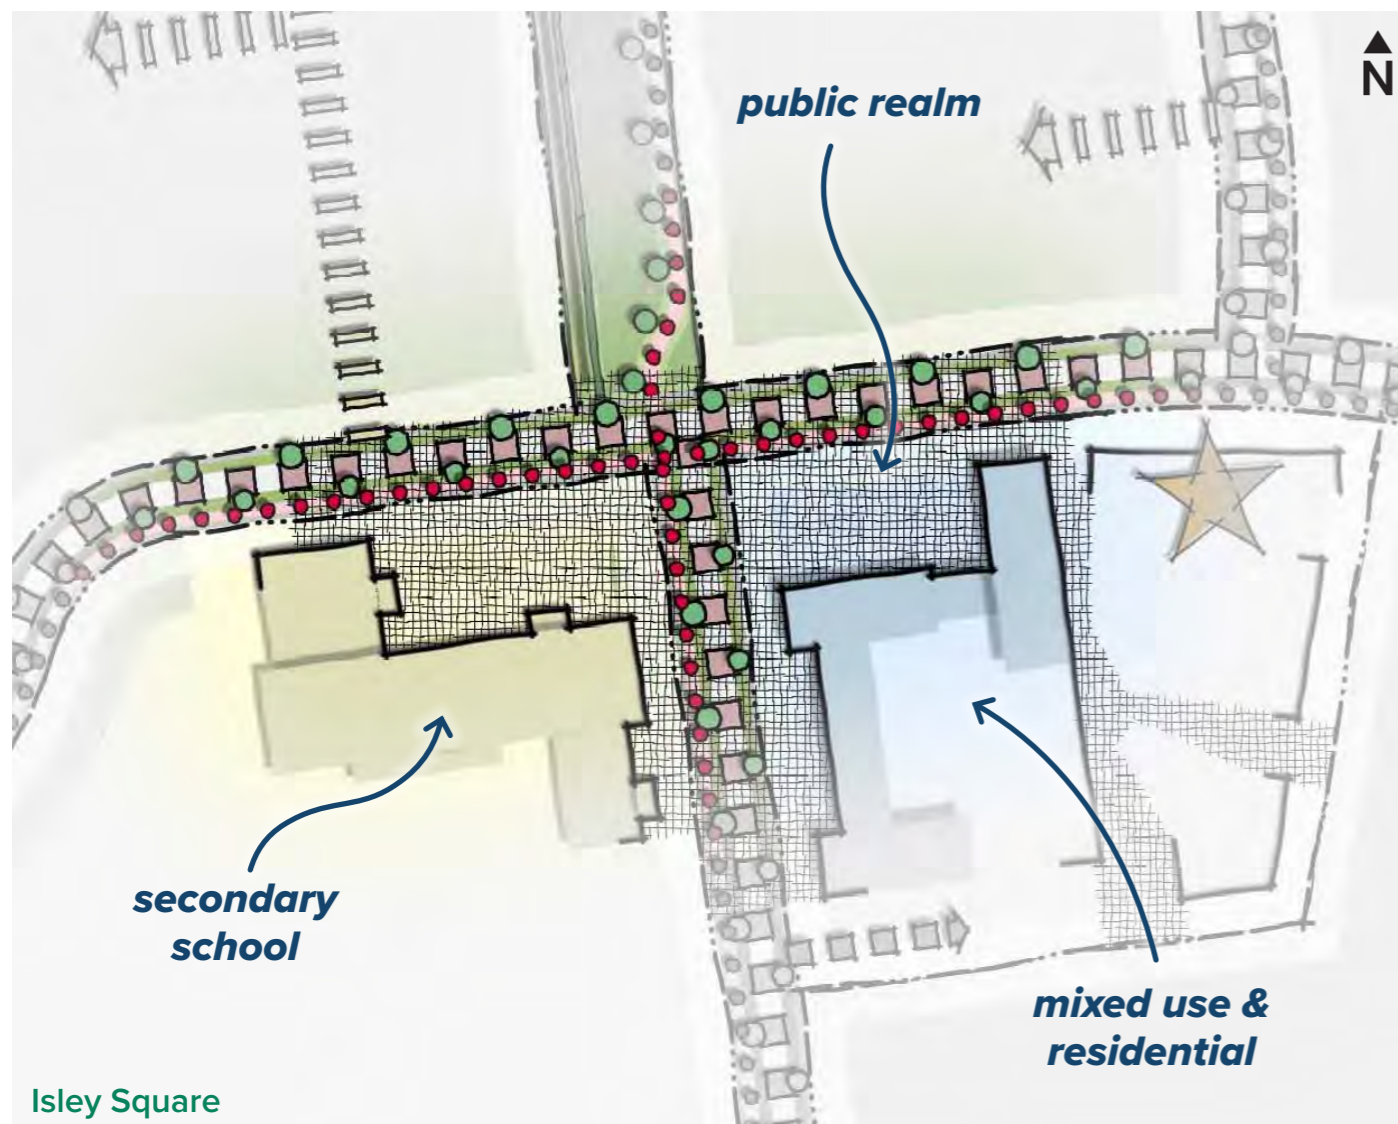 N
public realm
secondary
school
mixed use &
residential
Isley Square